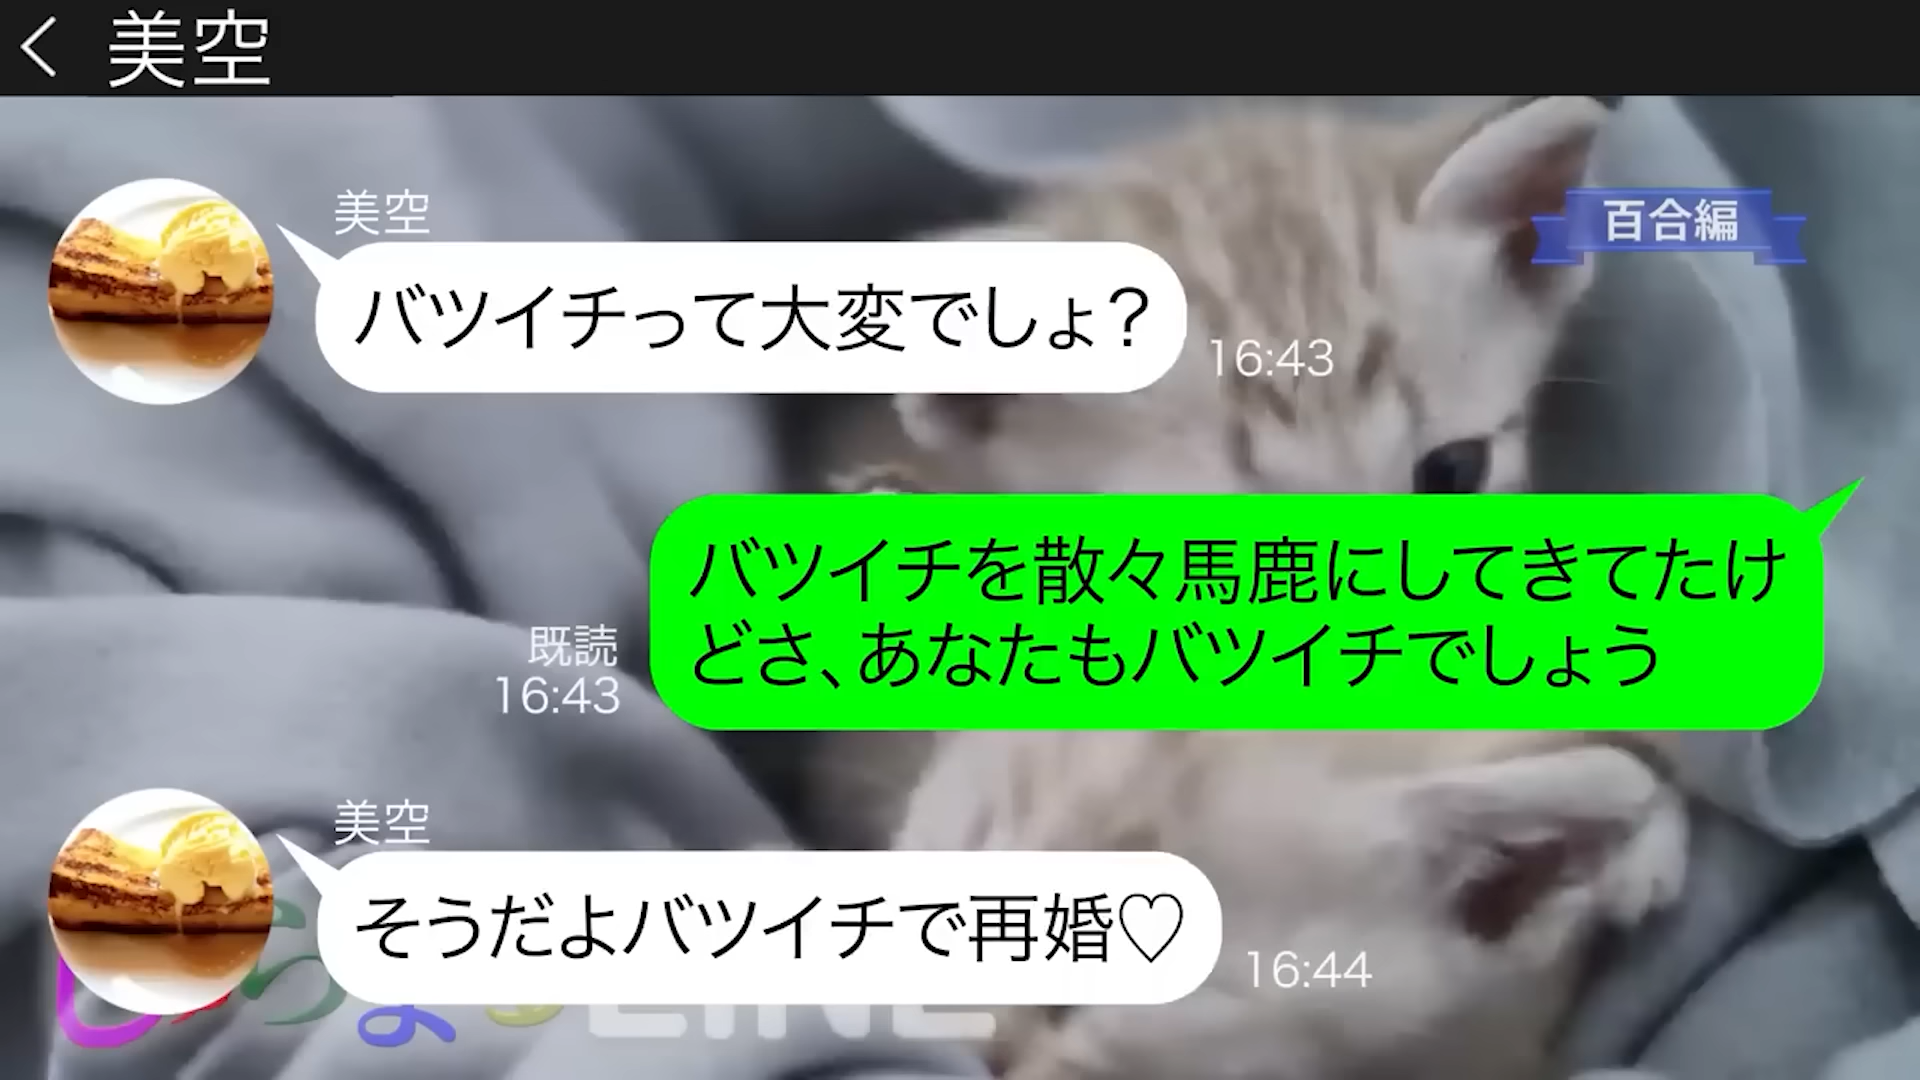 美空
美空
百合編
バツイチって大変でしょ?
16:43
バツイチを散々馬鹿にしてきてたけ
どさ、あなたもバツイチでしょう
既読
16:43
美空
そうだよバツイチで再婚♡
16:44
LINE